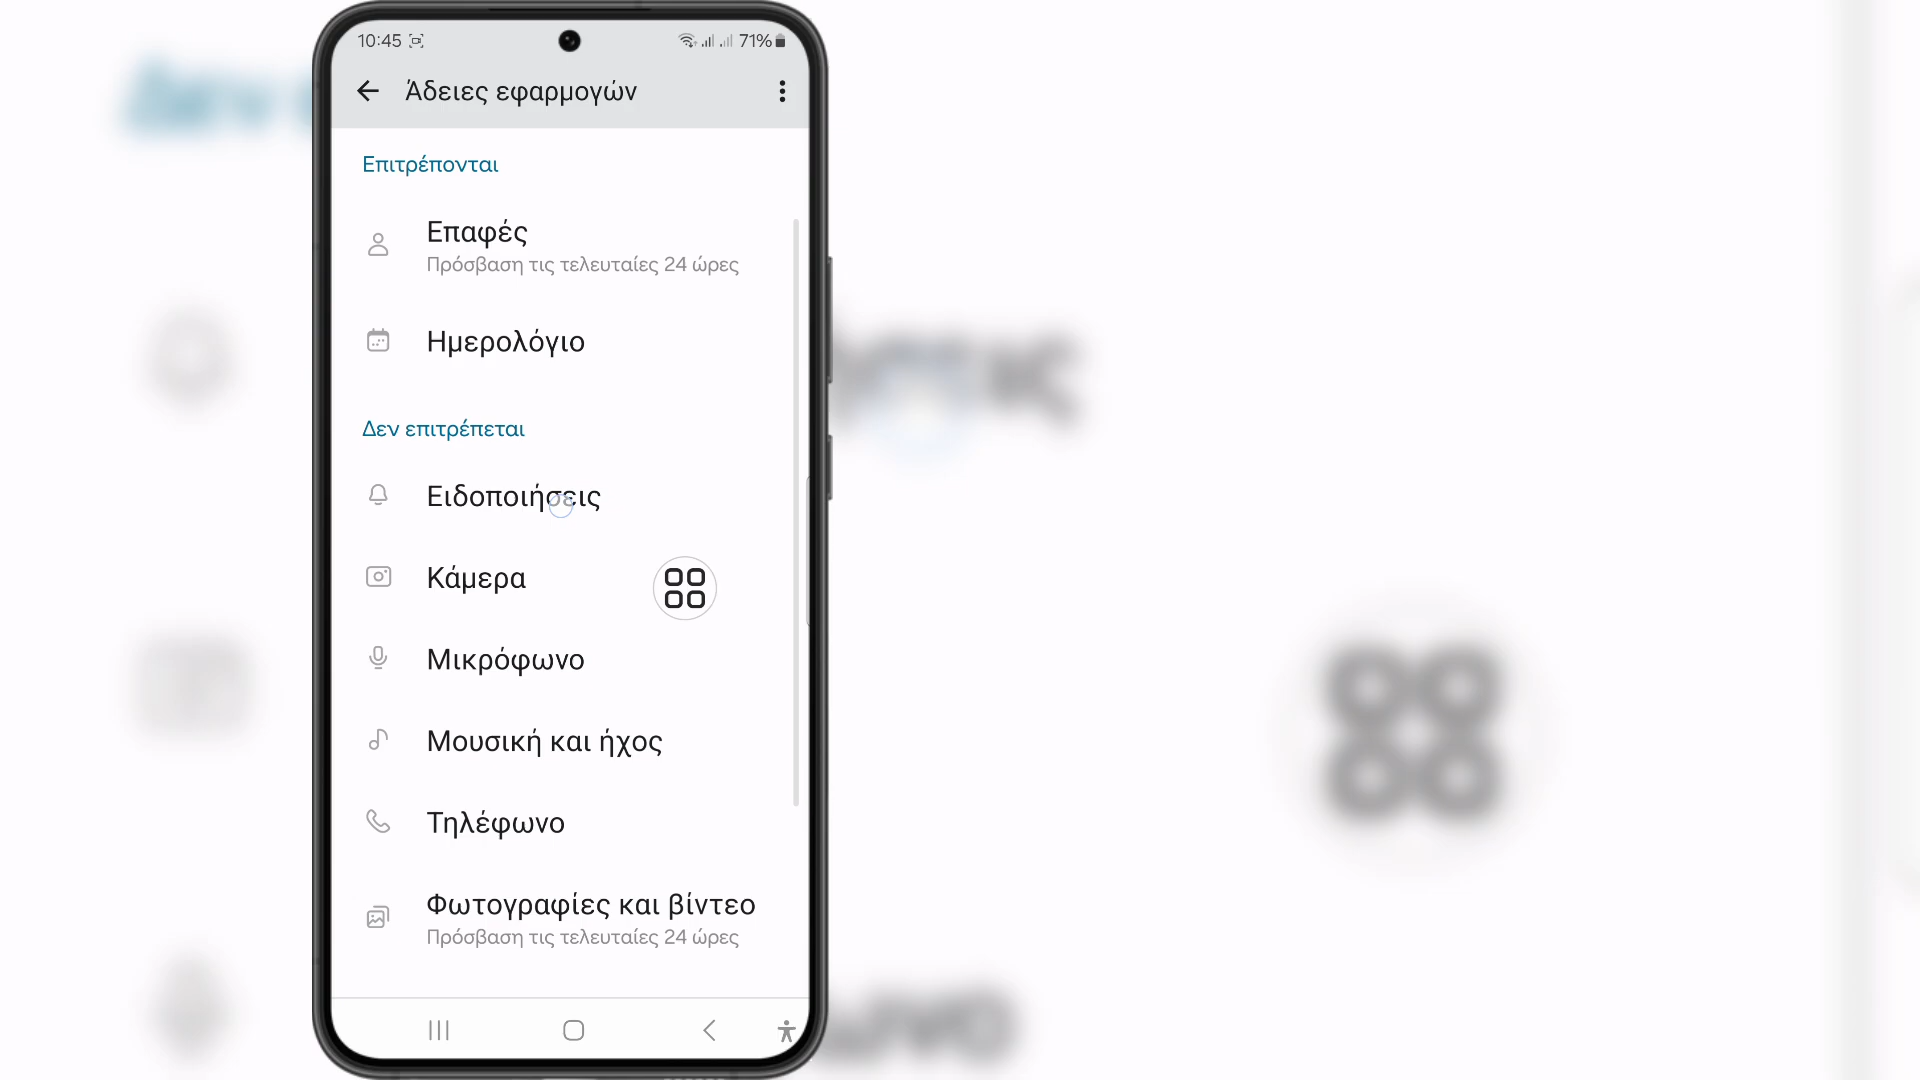 10:45 71%
Άδειες εφαρμογών
Επιτρέπονται
Επαφές
Πρόσβαση τις τελευταίες 24 ώρες
Ημερολόγιο
Δεν επιτρέπεται
Ειδοποιήσεις
Κάμερα
Μικρόφωνο
Μουσική και ήχος
Τηλέφωνο
Φωτογραφίες και βίντεο
Πρόσβαση τις τελευταίες 24 ώρες